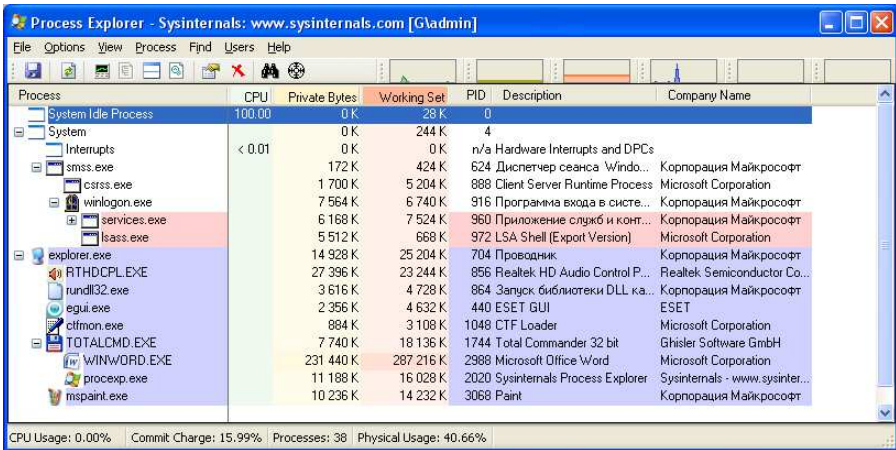 Process Explorer - Sysinternals: www.sysinternals.com [G\admin]
File Options View Process Find Users Help
Process CPU Private Bytes Working Set PID Description Company Name
System Idle Process 100.00 0 K 28 K 0
System 0 K 244 K 4
Interrupts < 0.01 0 K 0 K n/a Hardware Interrupts and DPCs
smss.exe 172 K 424 K 624 Диспетчер сеанса Windo... Корпорация Майкрософт
csrss.exe 1 700 K 5 204 K 888 Client Server Runtime Process Microsoft Corporation
winlogon.exe 7 564 K 6 740 K 916 Программа входа в систе... Корпорация Майкрософт
services.exe 6 168 K 7 524 K 960 Приложение служб и конт... Корпорация Майкрософт
lsass.exe 5 512 K 668 K 972 LSA Shell (Export Version) Microsoft Corporation
explorer.exe 14 928 K 25 204 K 704 Проводник Корпорация Майкрософт
RTHDCPL.EXE 27 396 K 23 244 K 856 Realtek HD Audio Control P... Realtek Semiconductor Co...
rundll32.exe 3 616 K 4 728 K 864 Запуск библиотеки DLL ка... Корпорация Майкрософт
egui.exe 2 356 K 4 632 K 440 ESET GUI ESET
ctfmon.exe 884 K 3 108 K 1048 CTF Loader Microsoft Corporation
TOTALCMD.EXE 7 740 K 18 136 K 1744 Total Commander 32 bit Ghisler Software GmbH
WINWORD.EXE 231 440 K 287 216 K 2988 Microsoft Office Word Microsoft Corporation
procexp.exe 11 188 K 16 028 K 2020 Sysinternals Process Explorer Sysinternals - www.sysinter...
mspaint.exe 10 236 K 14 232 K 3068 Paint Корпорация Майкрософт
CPU Usage: 0.00% Commit Charge: 15.99% Processes: 38 Physical Usage: 40.66%